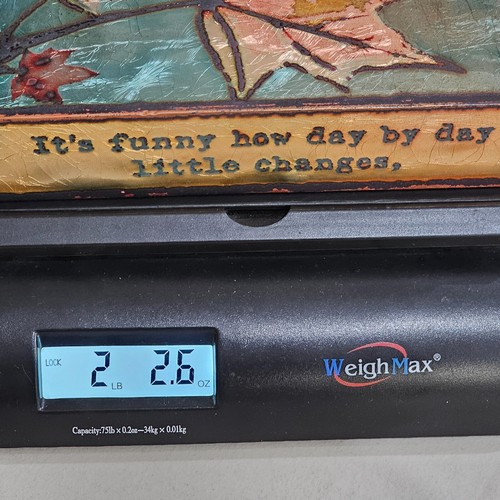 It's funny how day by day
little changes,
LOCK
2 LB 2.6 OZ
WeighMax®
Capacity:75lb x 0.2oz—34kg x 0.01kg